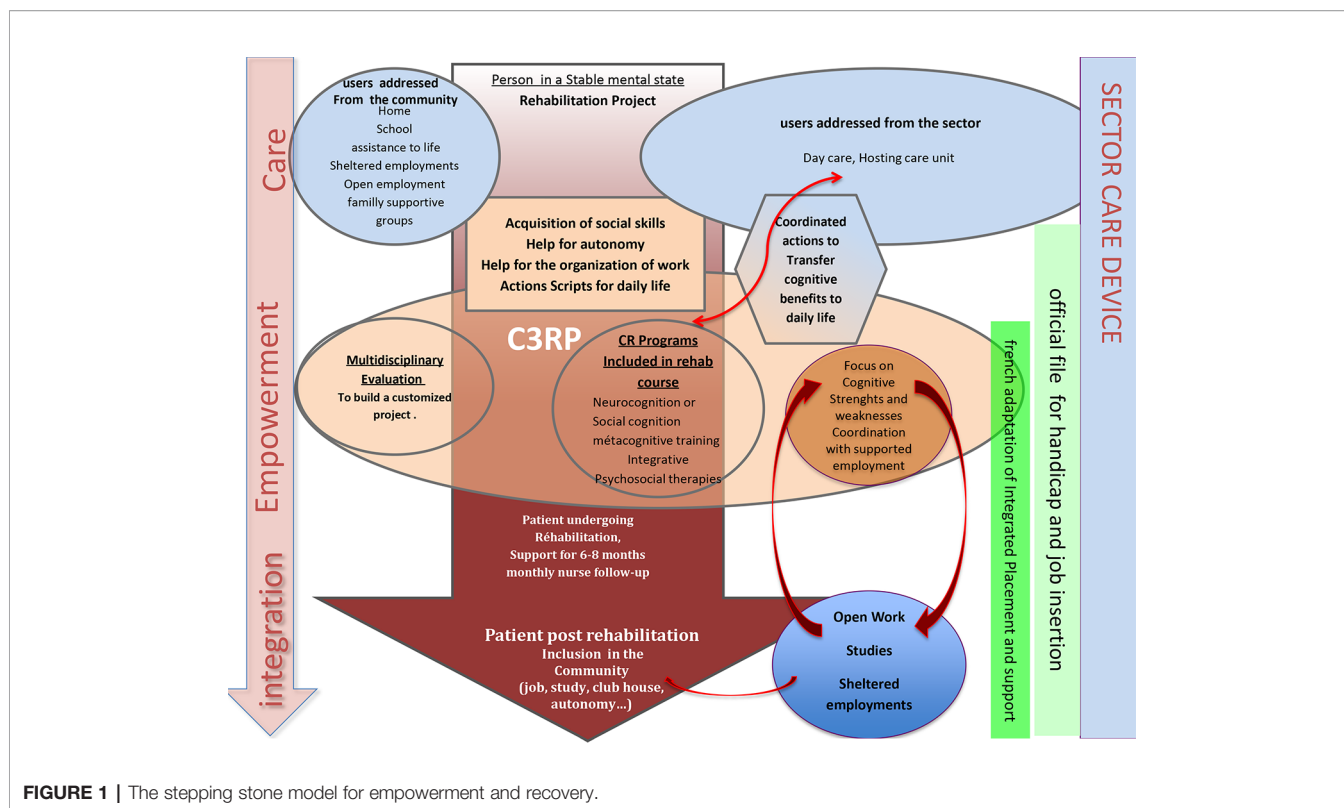 Care
Empowerment
integration
users addressed
From the community
Home
School
assistance to life
Sheltered employments
Open employment
familly supportive
groups
Person in a Stable mental state
Rehabilitation Project
users addressed from the sector
Day care, Hosting care unit
Acquisition of social skills
Help for autonomy
Help for the organization of work
Actions Scripts for daily life
Coordinated
actions to
Transfer
cognitive
benefits to
daily life
C3RP
Multidisciplinary
Evaluation
To build a customized
project .
CR Programs
Included in rehab
course
Neurocognition or
Social cognition
métacognitive training
Integrative
Psychosocial therapies
Focus on
Cognitive
Strenghts and
weaknesses
Coordination
with supported
employment
Patient undergoing
Réhabilitation,
Support for 6-8 months
monthly nurse follow-up
Patient post rehabilitation
Inclusion in the
Community
(job, study, club house,
autonomy...)
Open Work
Studies
Sheltered
employments
french adaptation of Integrated Placement and support
official file for handicap and job insertion
SECTOR CARE DEVICE
FIGURE 1 | The stepping stone model for empowerment and recovery.